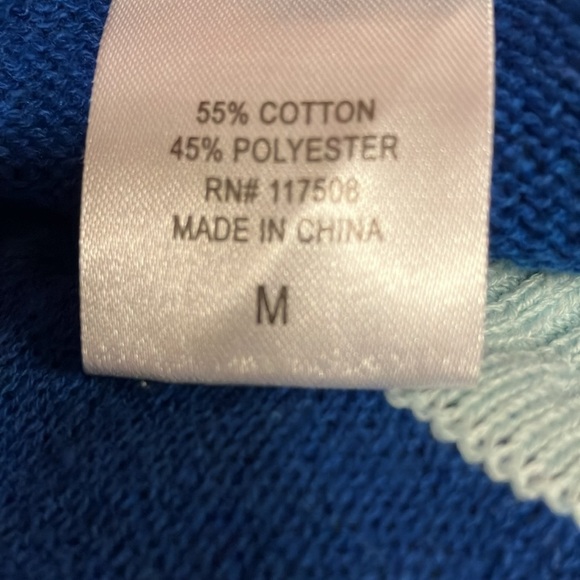 55% COTTON
45% POLYESTER
RN# 117508
MADE IN CHINA
M